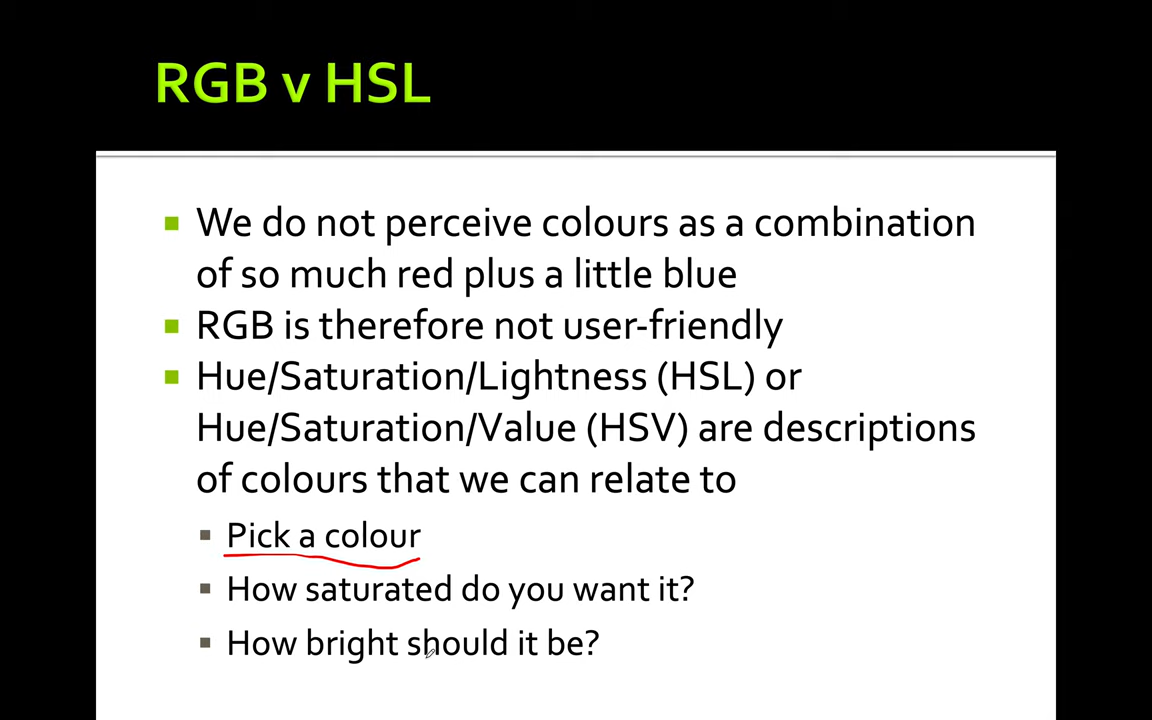 RGB v HSL
We do not perceive colours as a combination
of so much red plus a little blue
RGB is therefore not user-friendly
Hue/Saturation/Lightness (HSL) or
Hue/Saturation/Value (HSV) are descriptions
of colours that we can relate to
Pick a colour
How saturated do you want it?
How bright should it be?